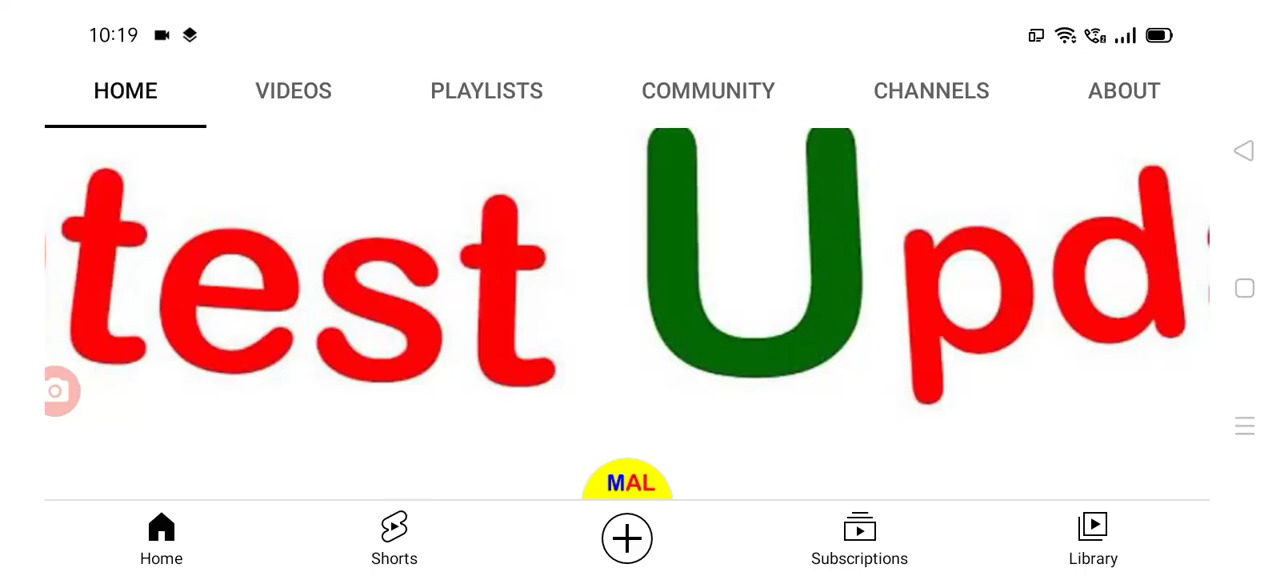 10:19
HOME VIDEOS PLAYLISTS COMMUNITY CHANNELS ABOUT
test Upd
MAL
Home Shorts Subscriptions Library